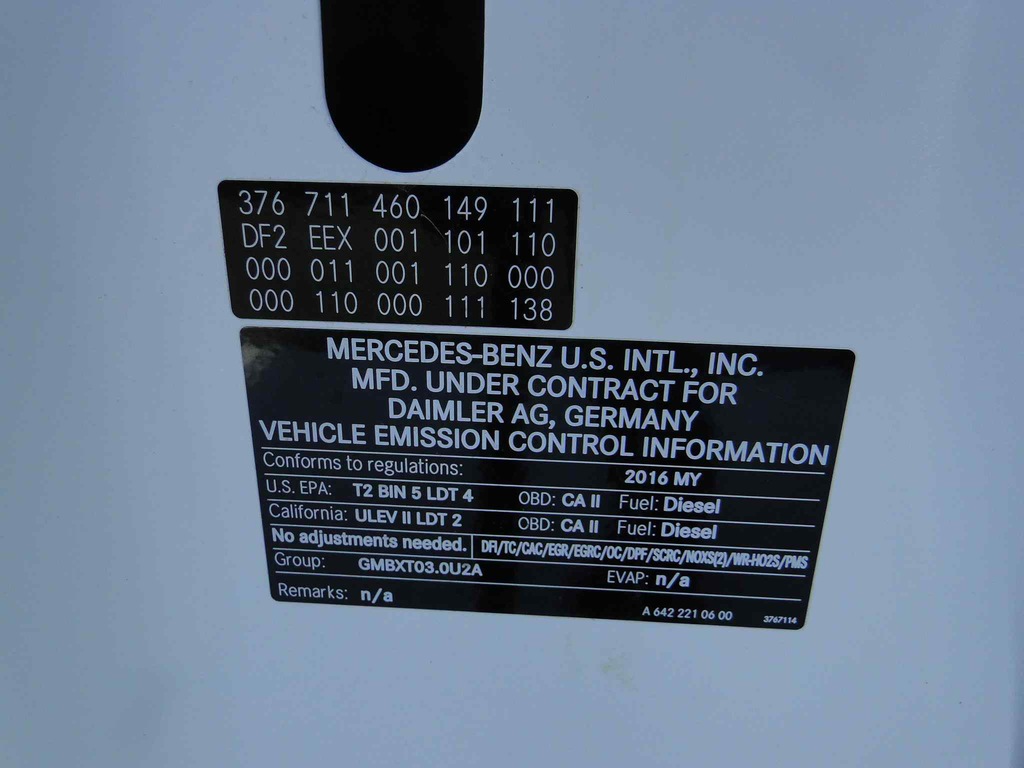 376 711 460 149 111
DF2 EEX 001 101 110
000 011 001 110 000
000 110 000 111 138
MERCEDES-BENZ U.S. INTL., INC.
MFD. UNDER CONTRACT FOR
DAIMLER AG, GERMANY
VEHICLE EMISSION CONTROL INFORMATION
Conforms to regulations: 2016 MY
U.S. EPA: T2 BIN 5 LDT 4 OBD: CA II Fuel: Diesel
California: ULEV II LDT 2 OBD: CA II Fuel: Diesel
No adjustments needed. DFI/TC/CAC/EGR/EGRC/OC/DPF/SCRC/NOXS(2)/WR-HO2S/PMS
Group: GMBXT03.0U2A EVAP: n/a
Remarks: n/a A 642 221 06 00 3767114